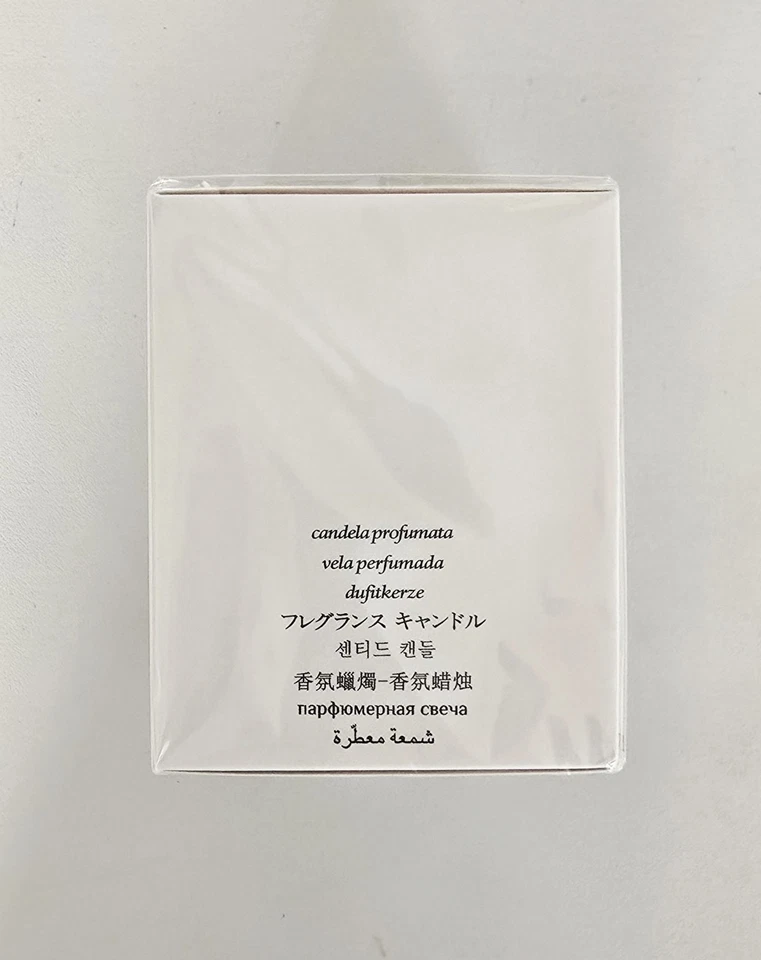 candela profumata
vela perfumada
dufitkerze
フレグランス キャンドル
센티드 캔들
香氛蠟燭-香氛蜡烛
парфюмерная свеча
شمعة معطّرة